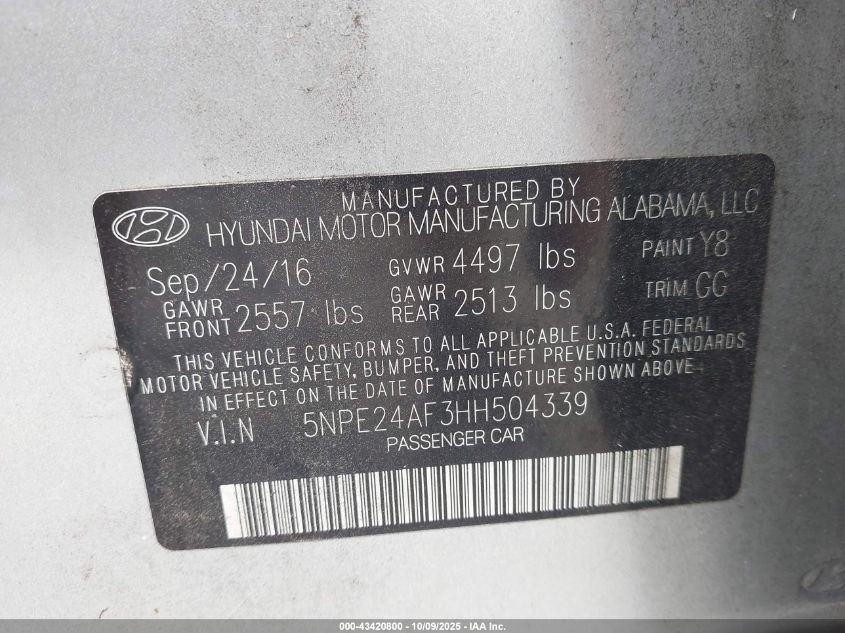 MANUFACTURED BY
HYUNDAI MOTOR MANUFACTURING ALABAMA, LLC
Sep/24/16 GVWR 4497 lbs PAINT Y8
GAWR FRONT 2557 lbs GAWR REAR 2513 lbs TRIM GG
THIS VEHICLE CONFORMS TO ALL APPLICABLE U.S.A. FEDERAL
MOTOR VEHICLE SAFETY, BUMPER, AND THEFT PREVENTION STANDARDS
IN EFFECT ON THE DATE OF MANUFACTURE SHOWN ABOVE.
V.I.N 5NPE24AF3HH504339
PASSENGER CAR
000-43420800 - 10/09/2025 - IAA Inc.